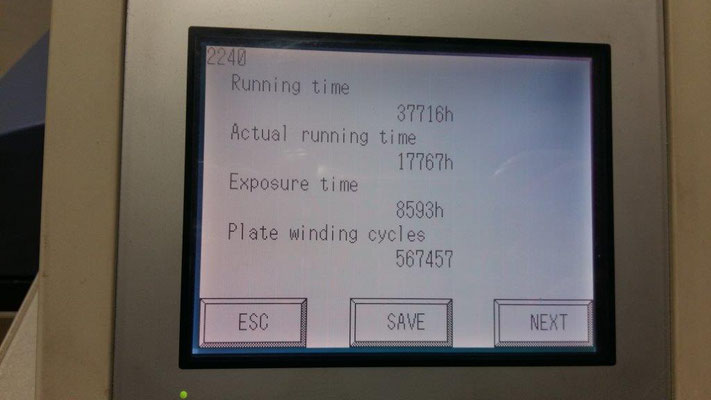 2240
Running time
37716h
Actual running time
17767h
Exposure time
8593h
Plate winding cycles
567457
ESC SAVE NEXT